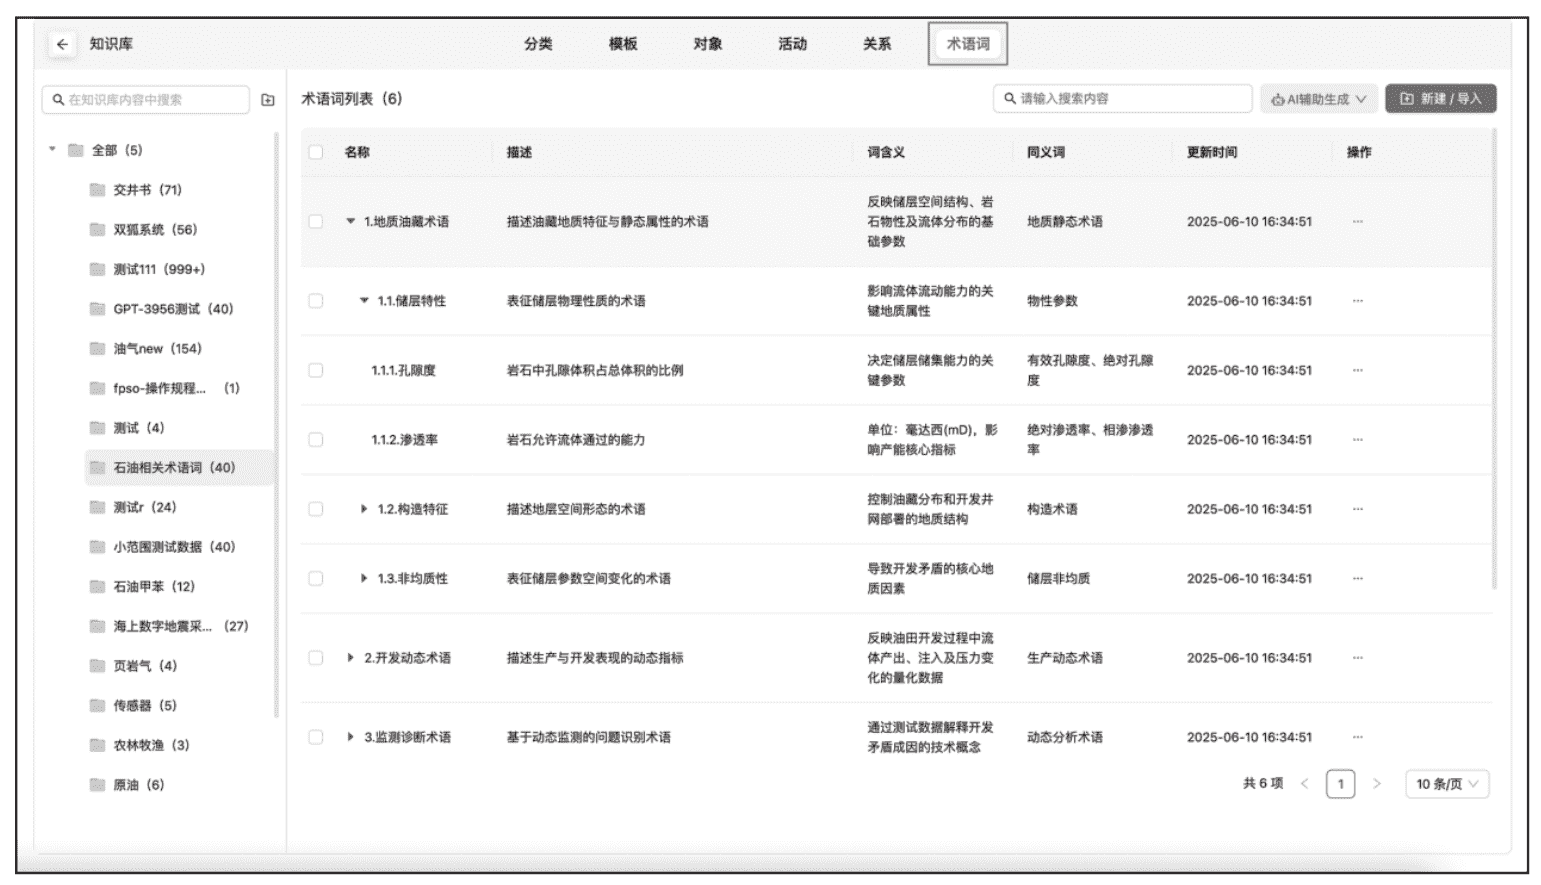 知识库
分类 模板 对象 活动 关系 术语词
在知识库内容中搜索
全部 (5)
交井书 (71)
双狐系统 (56)
测试111 (999+)
GPT-3956测试 (40)
油气new (154)
fpso-操作规程... (1)
测试 (4)
石油相关术语词 (40)
测试r (24)
小范围测试数据 (40)
石油甲苯 (12)
海上数字地震采... (27)
页岩气 (4)
传感器 (5)
农林牧渔 (3)
原油 (6)
术语词列表 (6)
请输入搜索内容
AI辅助生成
新建 / 导入
名称 描述 词含义 同义词 更新时间 操作
1.地质油藏术语 描述油藏地质特征与静态属性的术语 反映储层空间结构、岩石物性及流体分布的基础参数 地质静态术语 2025-06-10 16:34:51 ...
1.1.储层特性 表征储层物理性质的术语 影响流体流动能力的关键地质属性 物性参数 2025-06-10 16:34:51 ...
1.1.1.孔隙度 岩石中孔隙体积占总体积的比例 决定储层储集能力的关键参数 有效孔隙度、绝对孔隙度 2025-06-10 16:34:51 ...
1.1.2.渗透率 岩石允许流体通过的能力 单位：毫达西(mD)，影响产能核心指标 绝对渗透率、相渗透率 2025-06-10 16:34:51 ...
1.2.构造特征 描述地层空间形态的术语 控制油藏分布和开发井网部署的地质结构 构造术语 2025-06-10 16:34:51 ...
1.3.非均质性 表征储层参数空间变化的术语 导致开发矛盾的核心地质因素 储层非均质 2025-06-10 16:34:51 ...
2.开发动态术语 描述生产与开发表现的动态指标 反映油田开发过程中流体产出、注入及压力变化的量化数据 生产动态术语 2025-06-10 16:34:51 ...
3.监测诊断术语 基于动态监测的问题识别术语 通过测试数据解释开发矛盾成因的技术概念 动态分析术语 2025-06-10 16:34:51 ...
共 6 项 < 1 > 10 条/页